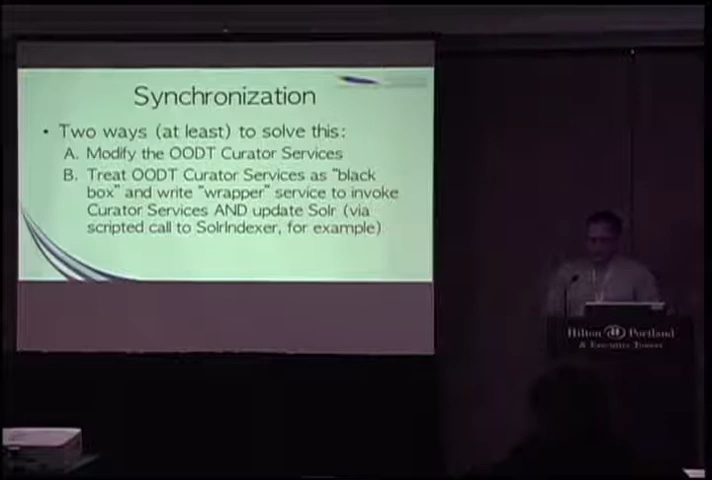 Synchronization
• Two ways (at least) to solve this:
A. Modify the OODT Curator Services
B. Treat OODT Curator Services as "black
box" and write "wrapper" service to invoke
Curator Services AND update Solr (via
scripted call to SolrIndexer, for example)
Hilton Portland
& Executive Tower